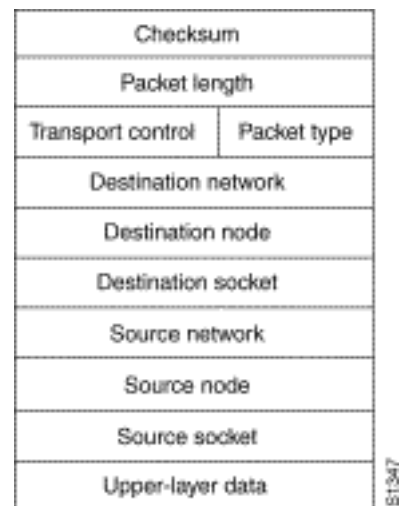 Checksum
Packet length
Transport control Packet type
Destination network
Destination node
Destination socket
Source network
Source node
Source socket
Upper-layer data
S1347